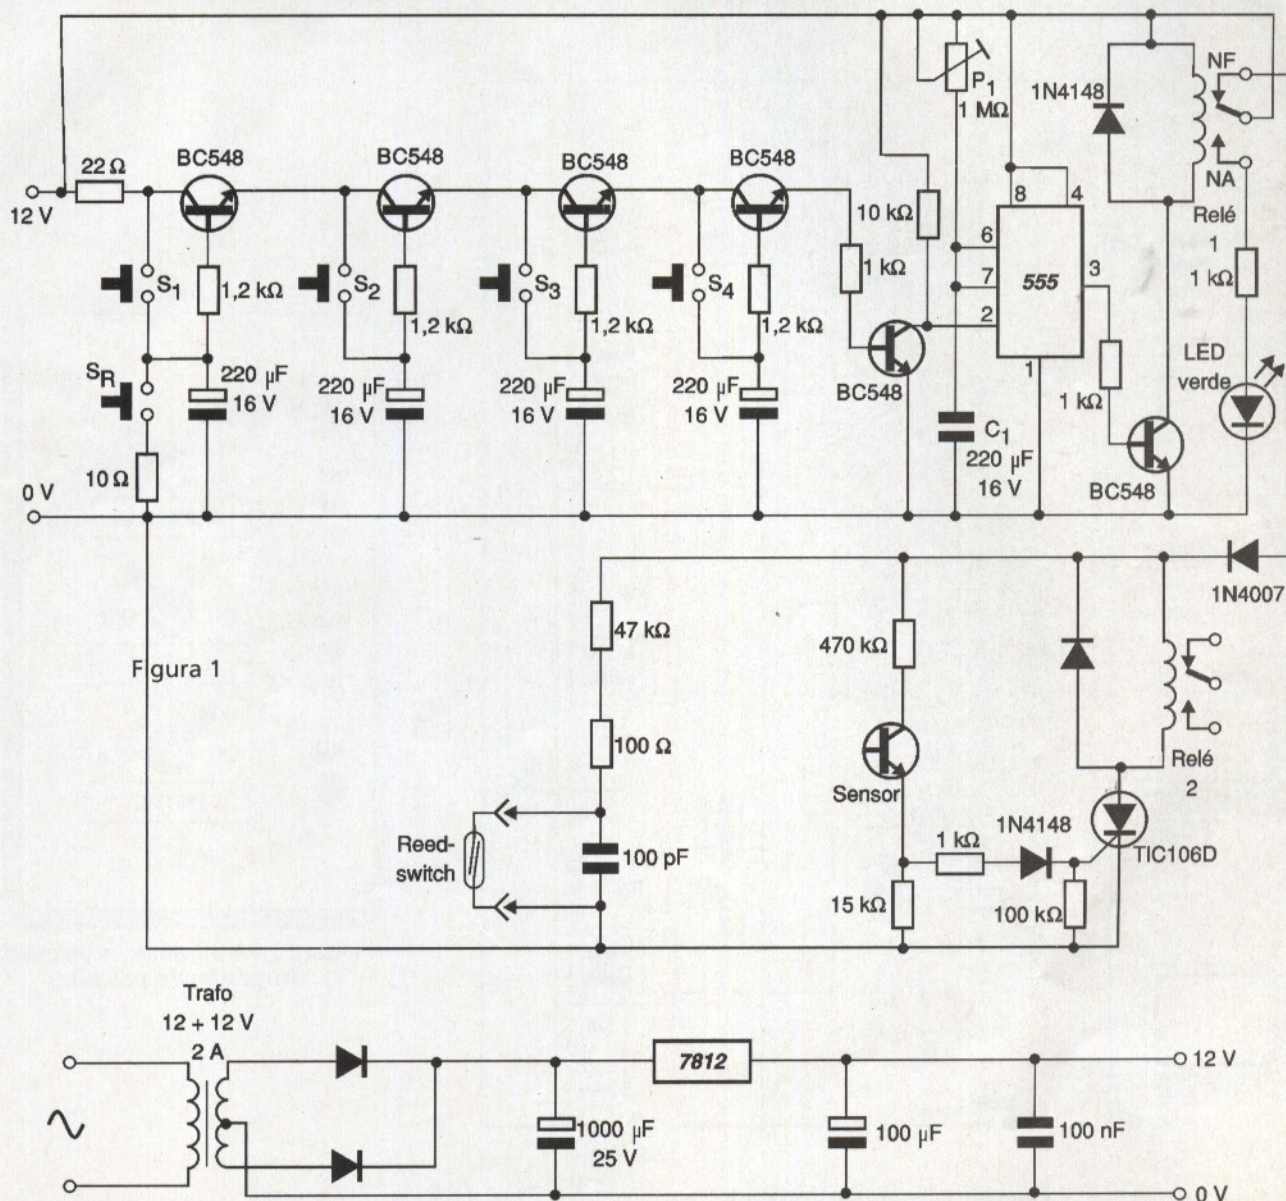 NF
P1
1 MΩ
1N4148
22 Ω
BC548
BC548
BC548
BC548
12 V
NA
8
4
Relé
1
10 kΩ
6
1 kΩ
7
555
3
1 kΩ
S1
1,2 kΩ
S2
1,2 kΩ
S3
1,2 kΩ
S4
1,2 kΩ
2
LED
verde
SR
220 µF
16 V
220 µF
16 V
220 µF
16 V
220 µF
16 V
BC548
1
1 kΩ
C1
220 µF
16 V
10 Ω
0 V
BC548
1N4007
47 kΩ
470 kΩ
Figura 1
100 Ω
Relé
2
Sensor
1N4148
Reed-
switch
100 pF
1 kΩ
TIC106D
15 kΩ
100 kΩ
Trafo
12 + 12 V
2 A
7812
12 V
1000 µF
25 V
100 µF
100 nF
0 V